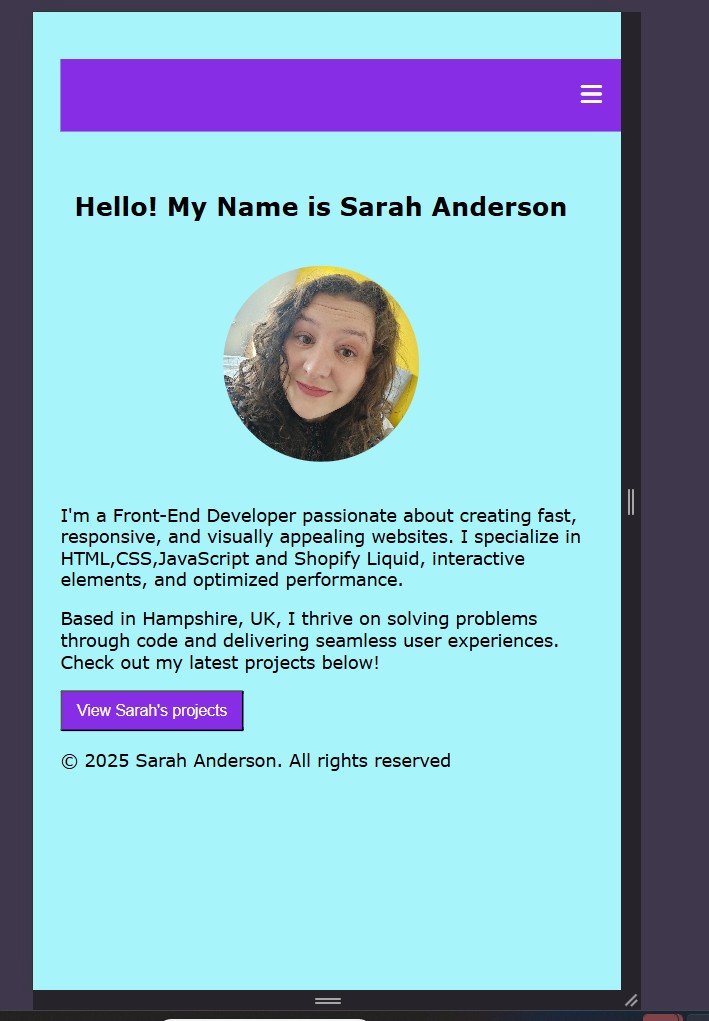 Hello! My Name is Sarah Anderson
I'm a Front-End Developer passionate about creating fast,
responsive, and visually appealing websites. I specialize in
HTML,CSS,JavaScript and Shopify Liquid, interactive
elements, and optimized performance.
Based in Hampshire, UK, I thrive on solving problems
through code and delivering seamless user experiences.
Check out my latest projects below!
View Sarah's projects
© 2025 Sarah Anderson. All rights reserved